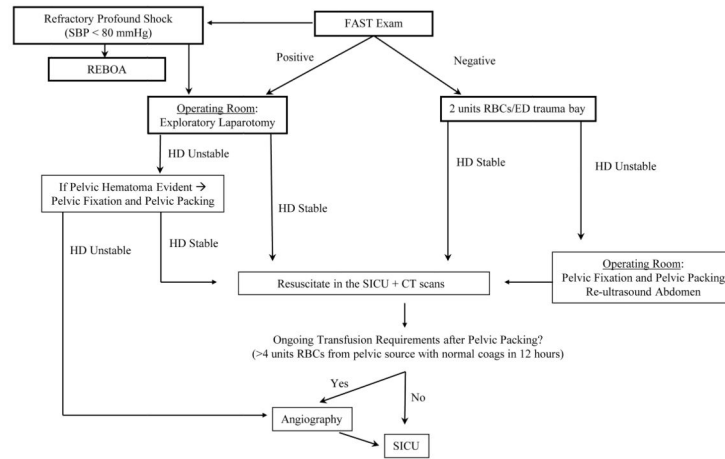 Refractory Profound Shock
(SBP < 80 mmHg)
FAST Exam
REBOA
Positive
Negative
Operating Room:
Exploratory Laparotomy
2 units RBCs/ED trauma bay
HD Unstable
HD Stable
HD Stable
HD Unstable
If Pelvic Hematoma Evident →
Pelvic Fixation and Pelvic Packing
HD Unstable
HD Stable
Operating Room:
Pelvic Fixation and Pelvic Packing
Re-ultrasound Abdomen
Resuscitate in the SICU + CT scans
Ongoing Transfusion Requirements after Pelvic Packing?
(>4 units RBCs from pelvic source with normal coags in 12 hours)
Yes
No
Angiography
SICU